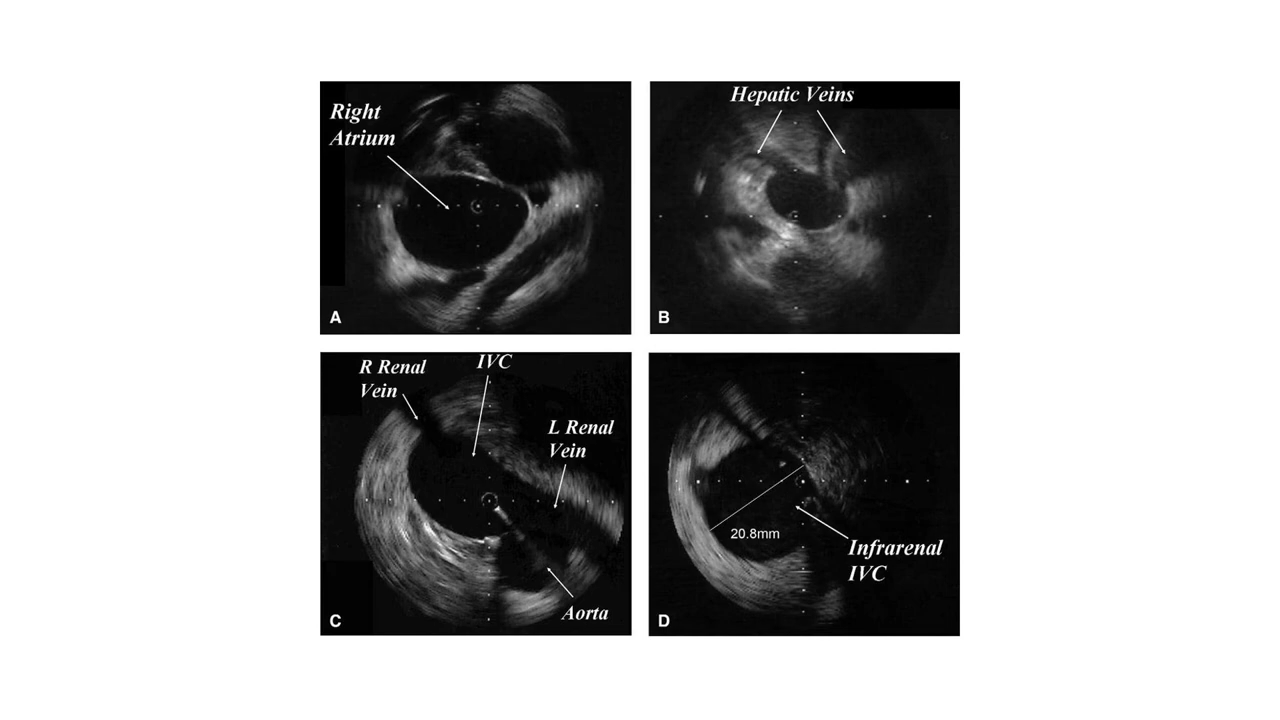 Right
Atrium
A
Hepatic Veins
B
R Renal
Vein
IVC
L Renal
Vein
Aorta
C
20.8mm
Infrarenal
IVC
D